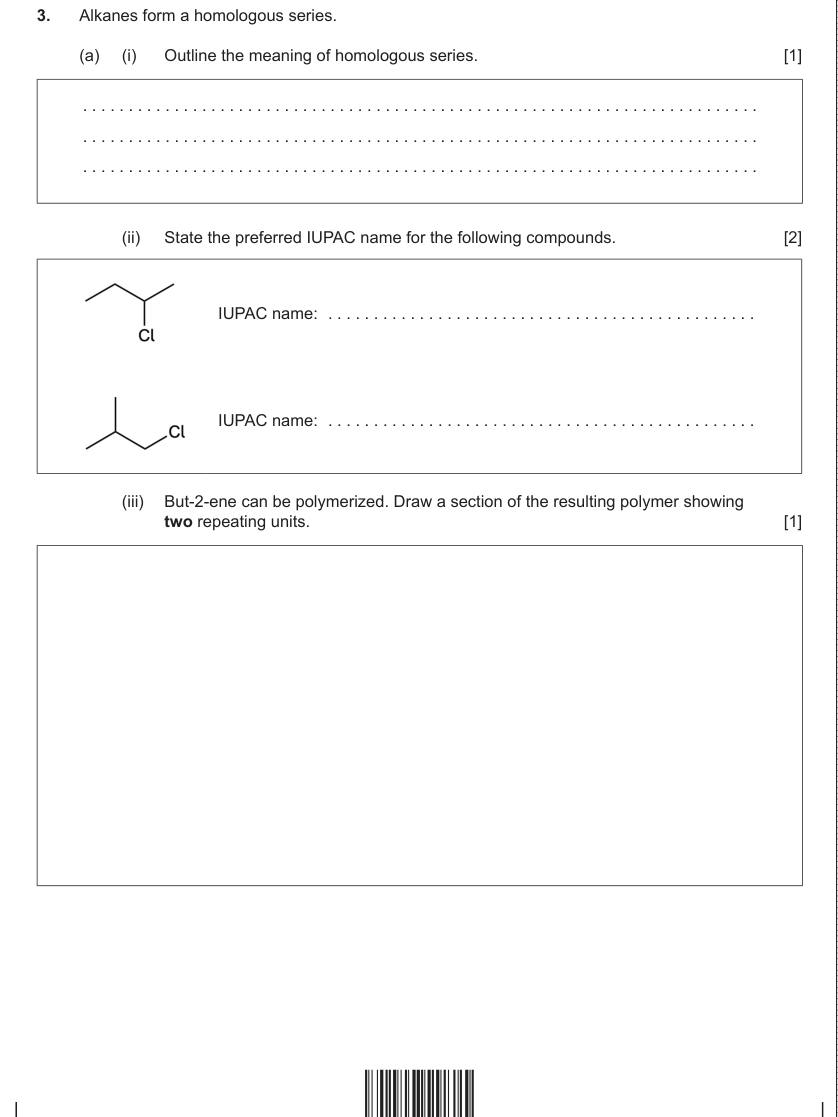 3. Alkanes form a homologous series.
(a) (i) Outline the meaning of homologous series. [1]
(ii) State the preferred IUPAC name for the following compounds. [2]
IUPAC name:
Cl
IUPAC name:
Cl
(iii) But-2-ene can be polymerized. Draw a section of the resulting polymer showing
two repeating units. [1]